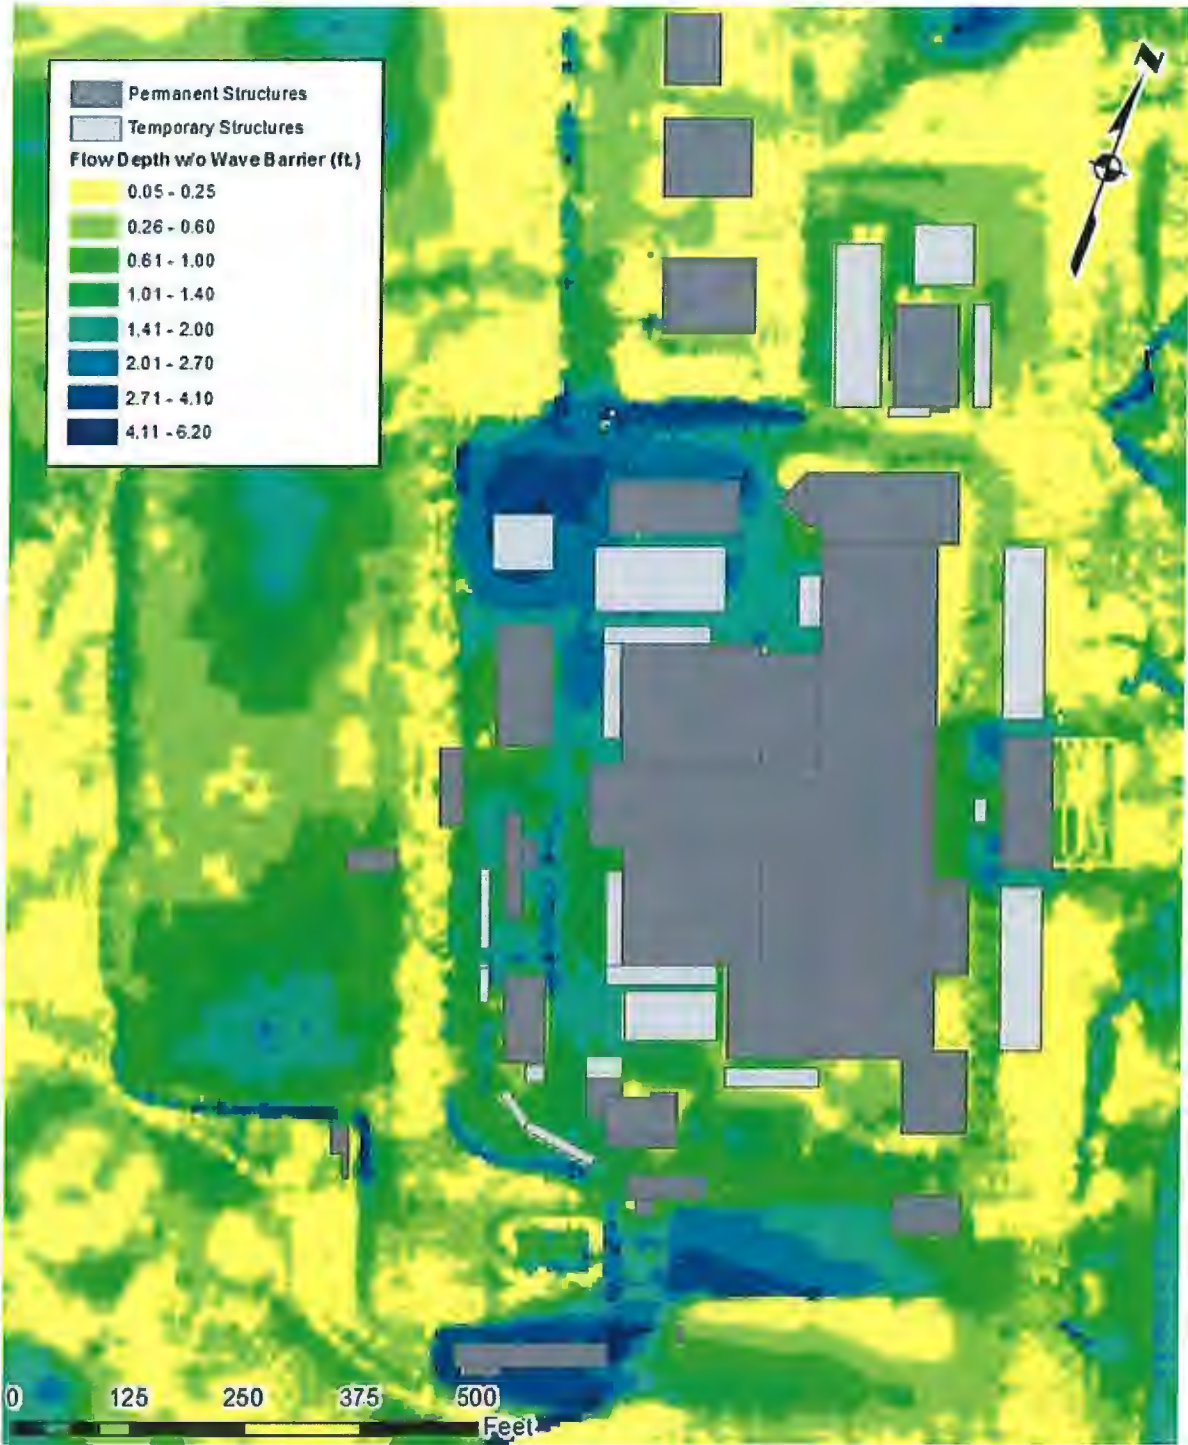 Permanent Structures
Temporary Structures
Flow Depth w/o Wave Barrier (ft.)
0.05 - 0.25
0.26 - 0.60
0.61 - 1.00
1.01 - 1.40
1.41 - 2.00
2.01 - 2.70
2.71 - 4.10
4.11 - 6.20
N
0 125 250 375 500
Feet